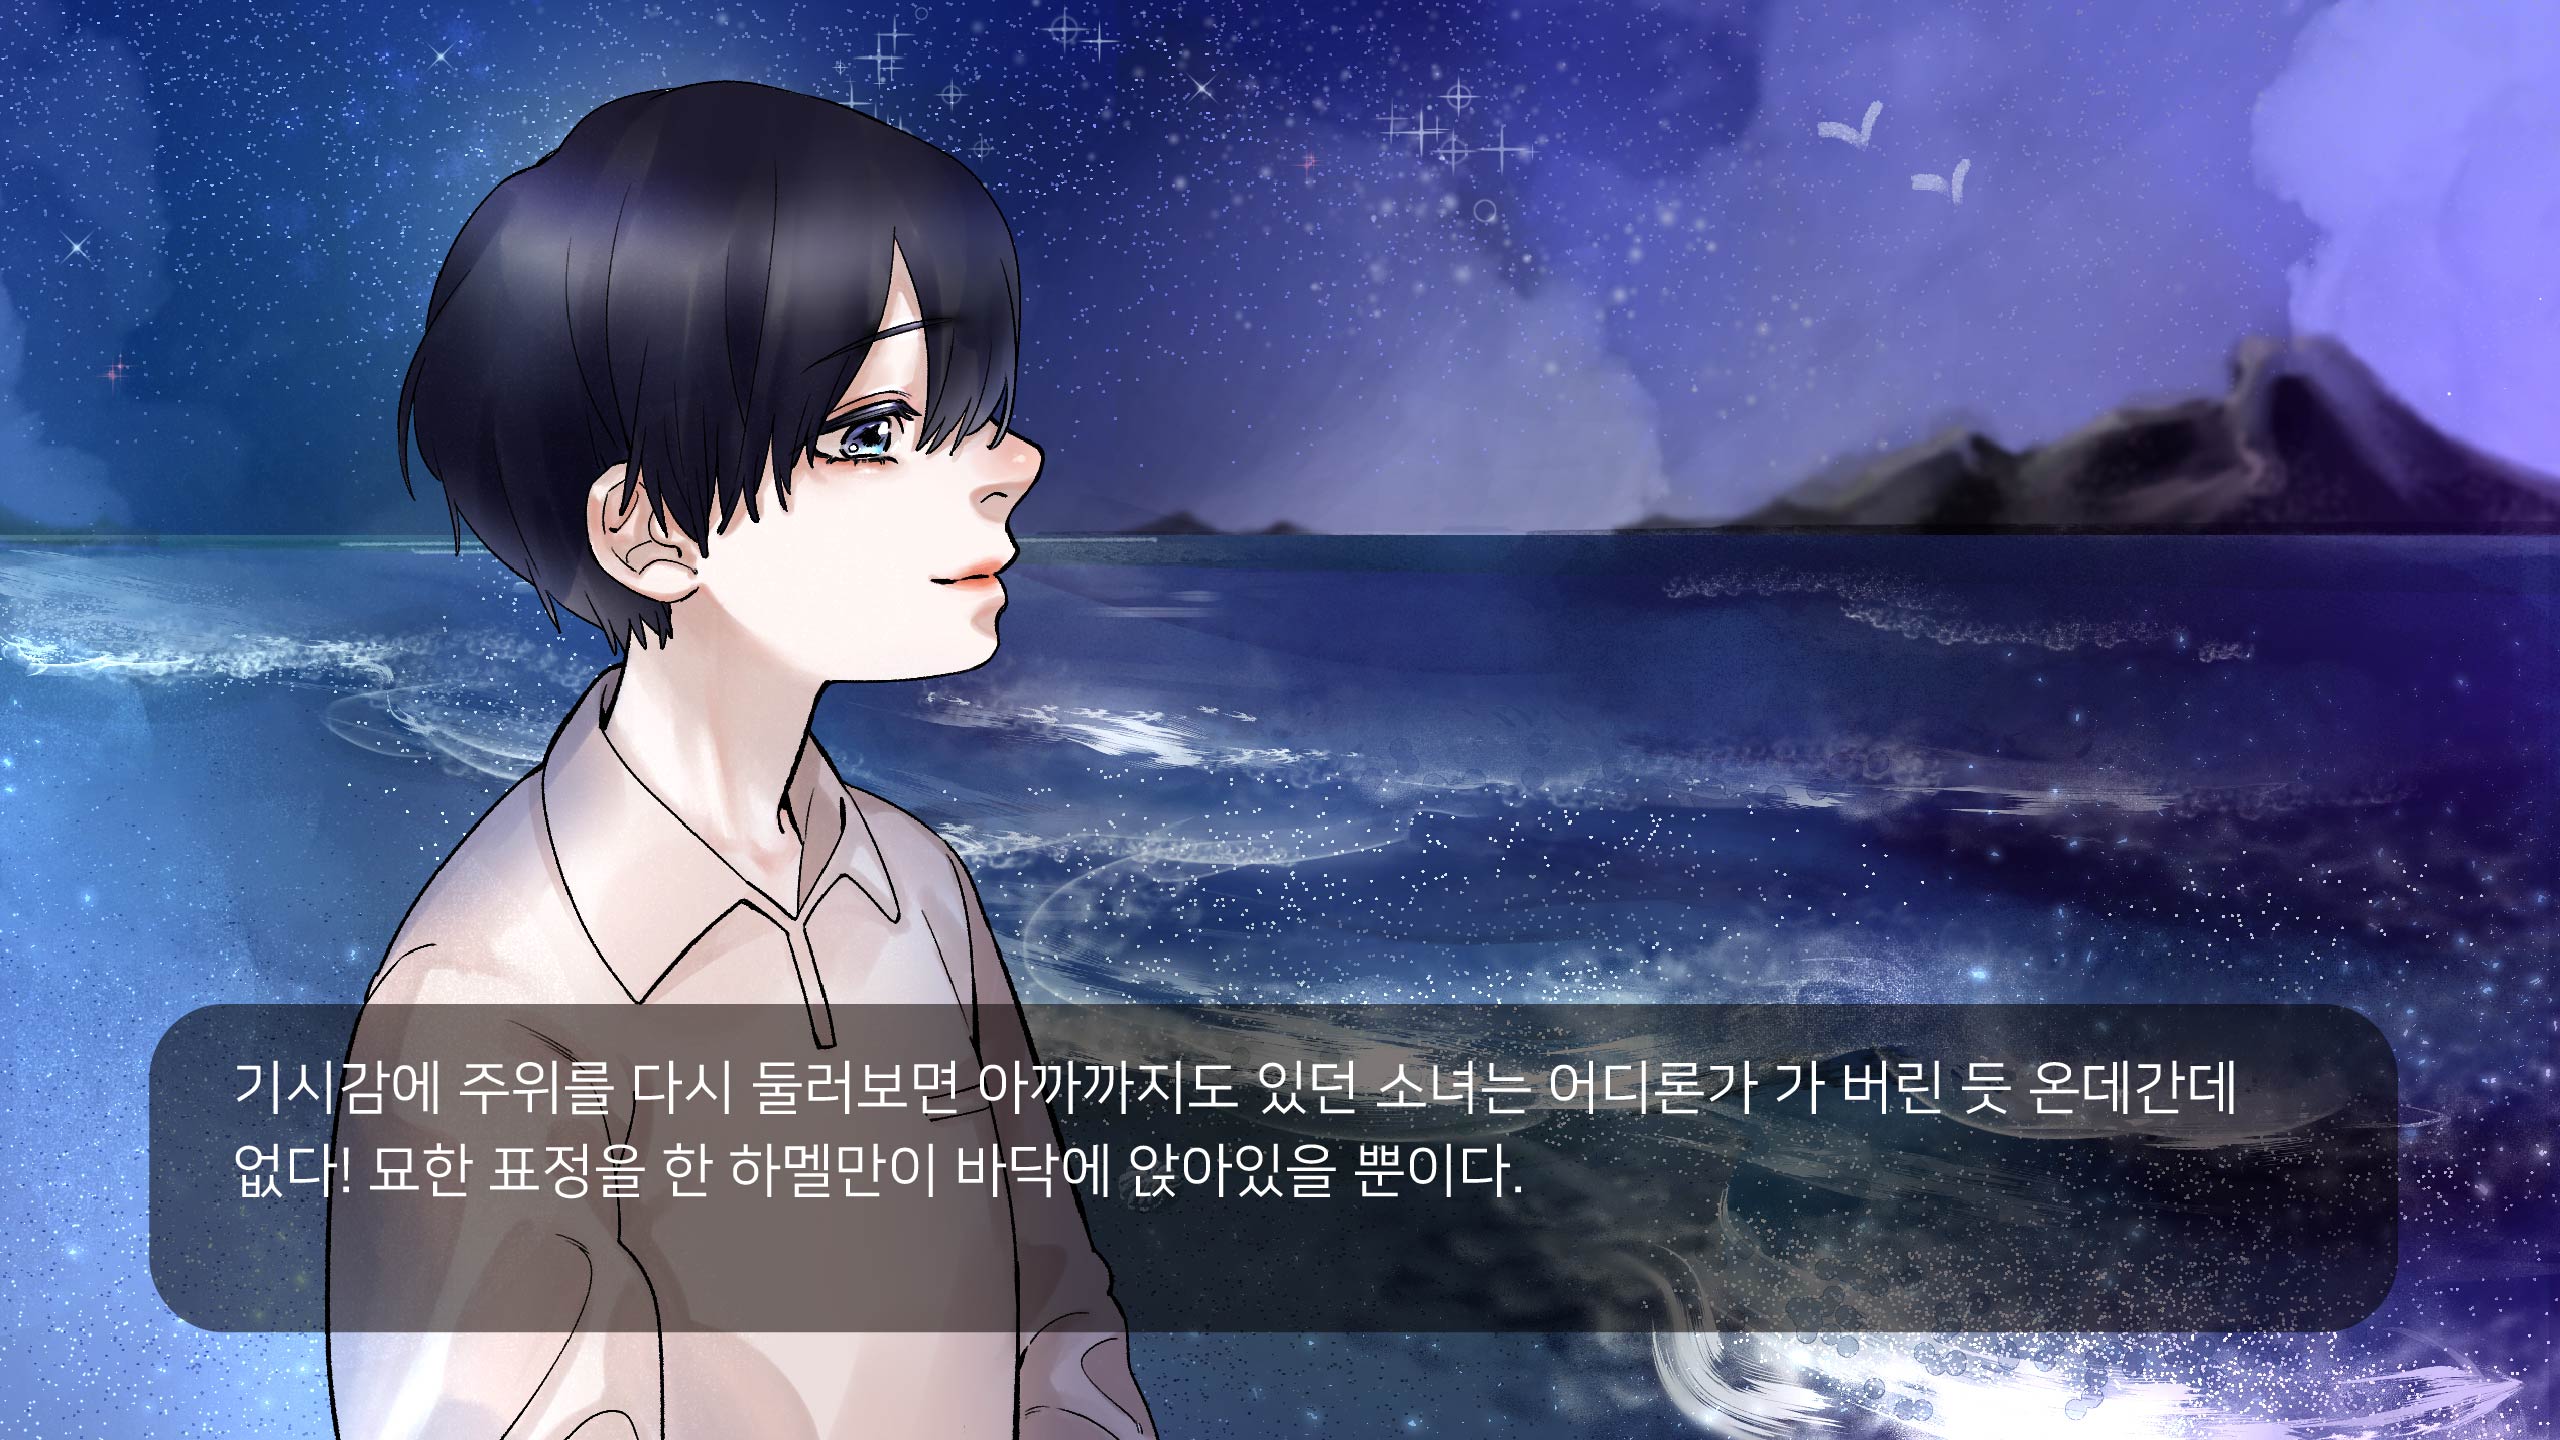 기시감에 주위를 다시 둘러보면 아까까지도 있던 소녀는 어디론가 가 버린 듯 온데간데
없다! 묘한 표정을 한 하멜만이 바닥에 앉아있을 뿐이다.